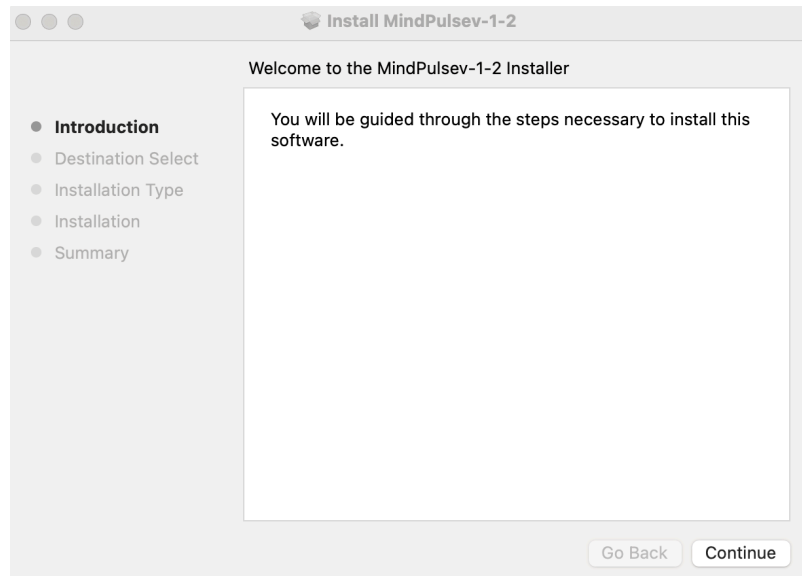 Install MindPulsev-1-2
Welcome to the MindPulsev-1-2 Installer
Introduction
Destination Select
Installation Type
Installation
Summary
You will be guided through the steps necessary to install this
software.
Go Back
Continue